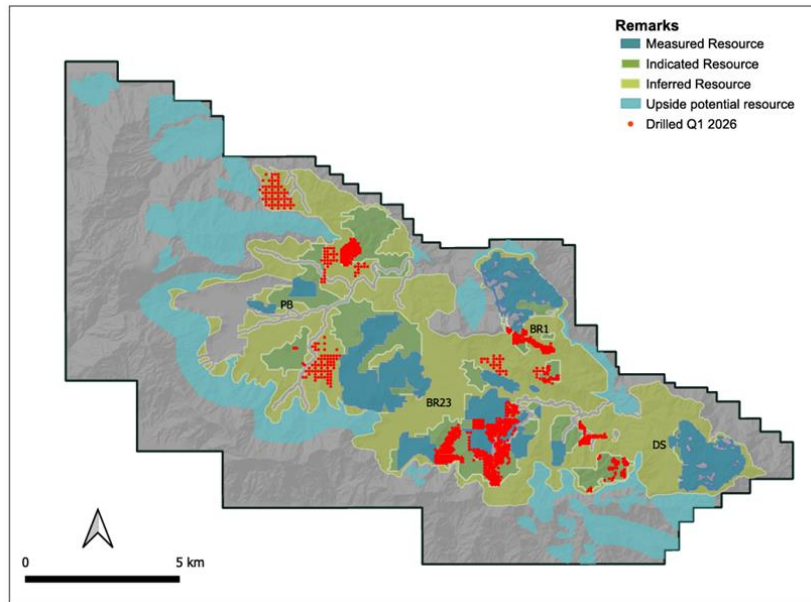 Remarks
Measured Resource
Indicated Resource
Inferred Resource
Upside potential resource
Drilled Q1 2026
PB
BR1
BR23
DS
0 5 km